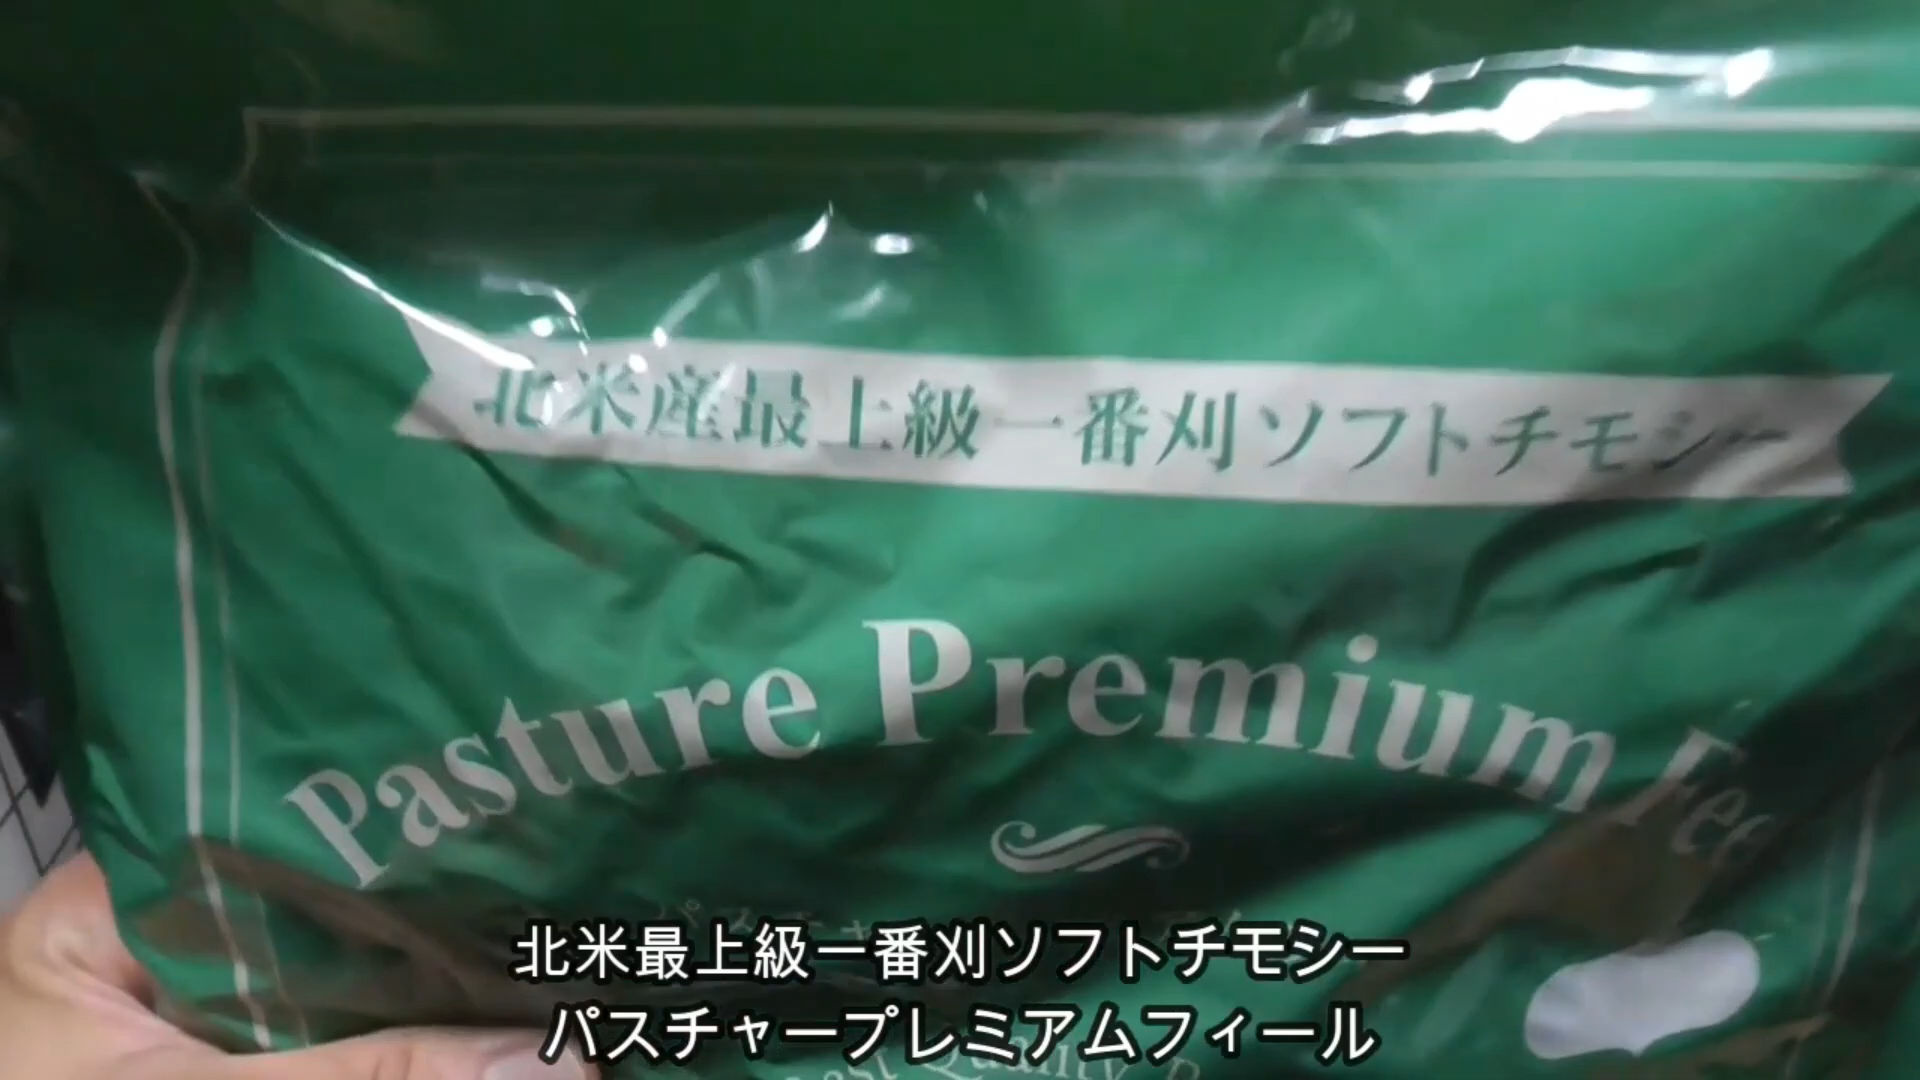 北米産最上級一番刈ソフトチモシー
Pasture Premium Fee
北米最上級一番刈ソフトチモシー
パスチャープレミアムフィール
Quality